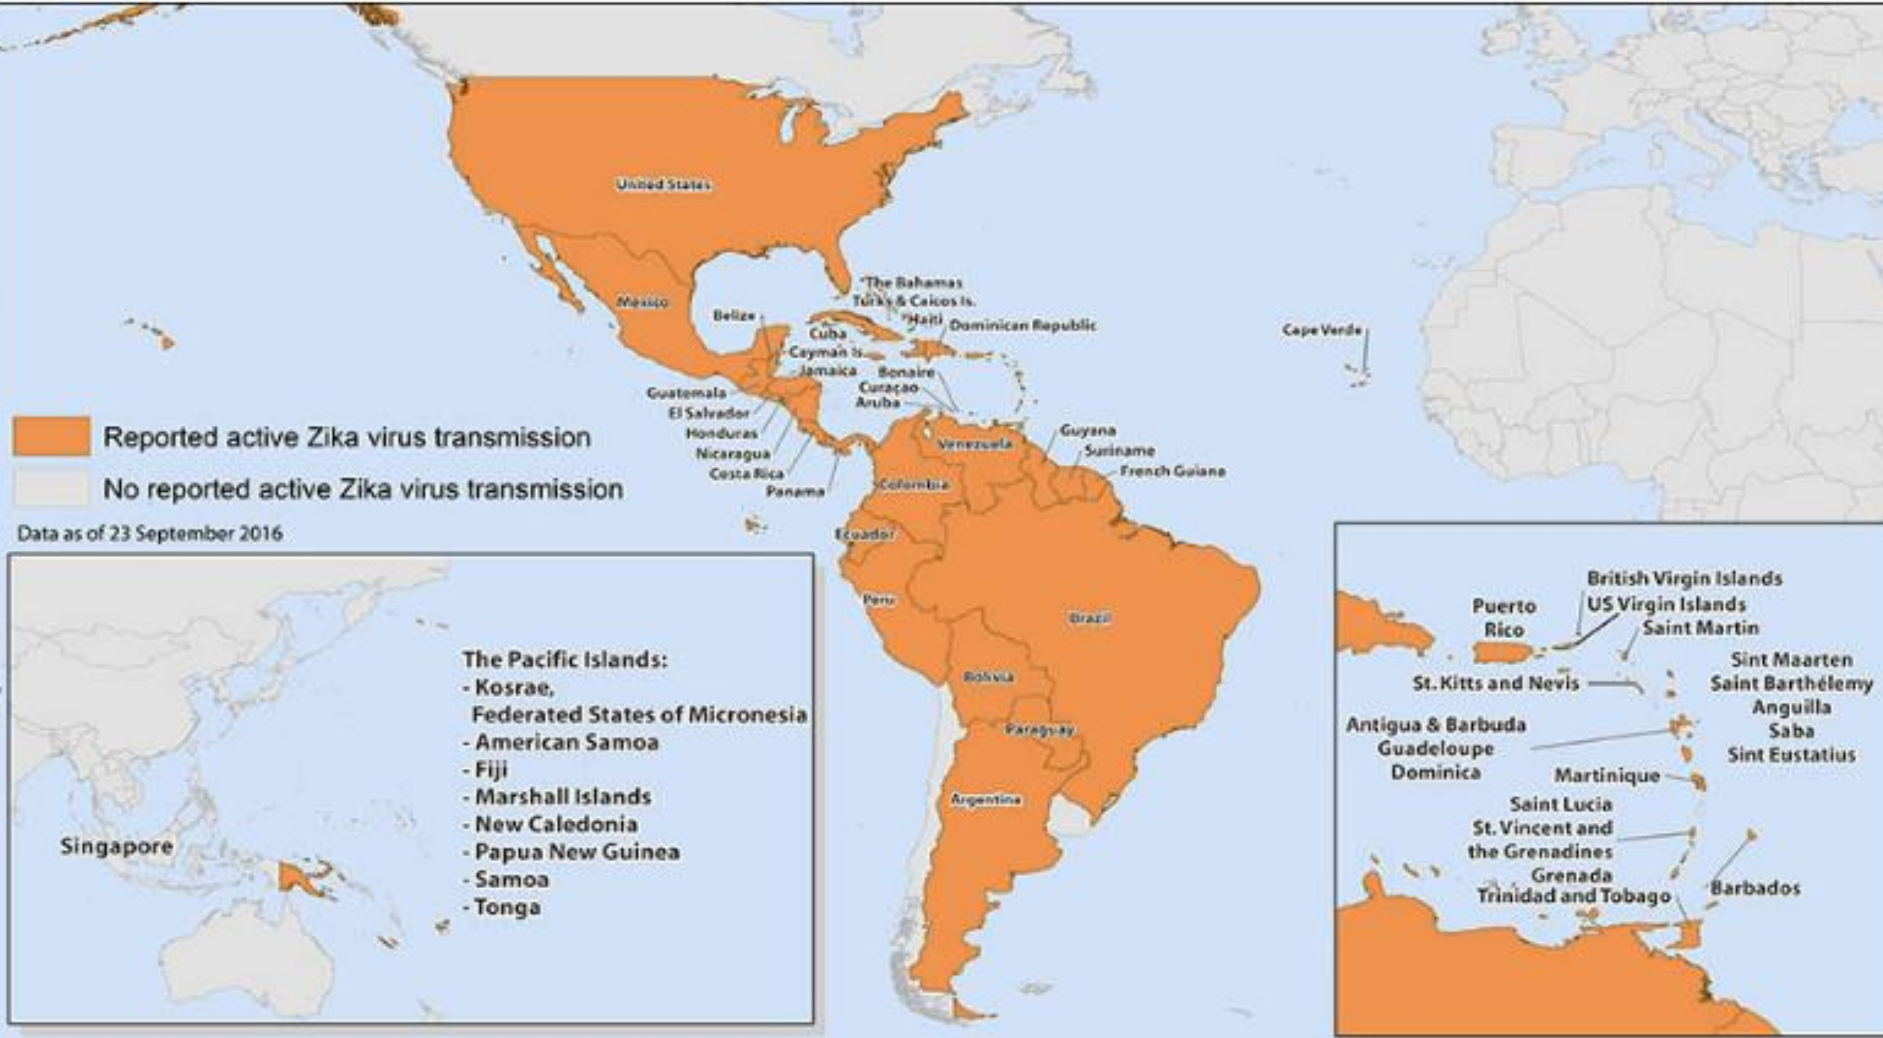 United States
Mexico
Belize
*The Bahamas
Turks & Caicos Is.
*Haiti
Dominican Republic
Cuba
Cayman Is.
Jamaica
Bonaire
Curaçao
Aruba
Guatemala
El Salvador
Honduras
Nicaragua
Costa Rica
Panama
Cape Verde
Venezuela
Guyana
Suriname
French Guiana
Colombia
Ecuador
Peru
Brazil
Bolivia
Paraguay
Argentina
Reported active Zika virus transmission
No reported active Zika virus transmission
Data as of 23 September 2016
The Pacific Islands:
- Kosrae,
Federated States of Micronesia
- American Samoa
- Fiji
- Marshall Islands
- New Caledonia
- Papua New Guinea
- Samoa
- Tonga
Singapore
British Virgin Islands
US Virgin Islands
Saint Martin
Puerto
Rico
St. Kitts and Nevis
Sint Maarten
Saint Barthélemy
Anguilla
Saba
Sint Eustatius
Antigua & Barbuda
Guadeloupe
Dominica
Martinique
Saint Lucia
St. Vincent and
the Grenadines
Grenada
Trinidad and Tobago
Barbados